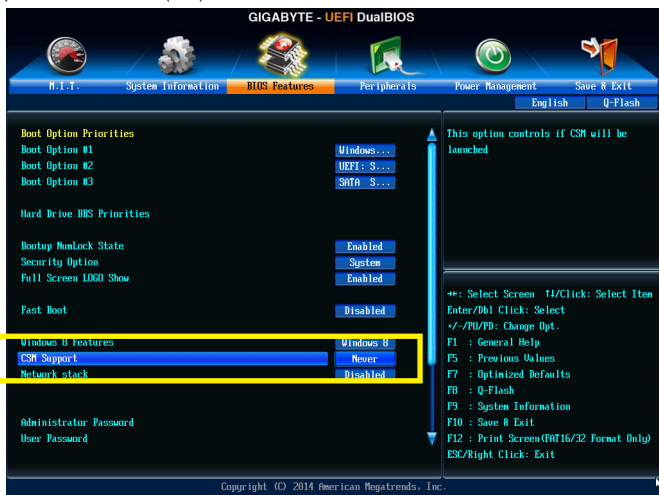 GIGABYTE - UEFI DualBIOS
M.I.T. System Information BIOS Features Peripherals Power Management Save & Exit
English Q-Flash
Boot Option Priorities
Boot Option #1 Windows...
Boot Option #2 UEFI: S...
Boot Option #3 SATA S...
Hard Drive BBS Priorities
Bootup NumLock State Enabled
Security Option System
Full Screen LOGO Show Enabled
Fast Boot Disabled
Windows 8 Features Windows 8
CSM Support Never
Network stack Disabled
Administrator Password
User Password
This option controls if CSM will be
launched
→←: Select Screen ↑↓/Click: Select Item
Enter/Dbl Click: Select
+/-/PU/PD: Change Opt.
F1 : General Help
F5 : Previous Values
F7 : Optimized Defaults
F8 : Q-Flash
F9 : System Information
F10 : Save & Exit
F12 : Print Screen(FAT16/32 Format Only)
ESC/Right Click: Exit
Copyright (C) 2014 American Megatrends, Inc.